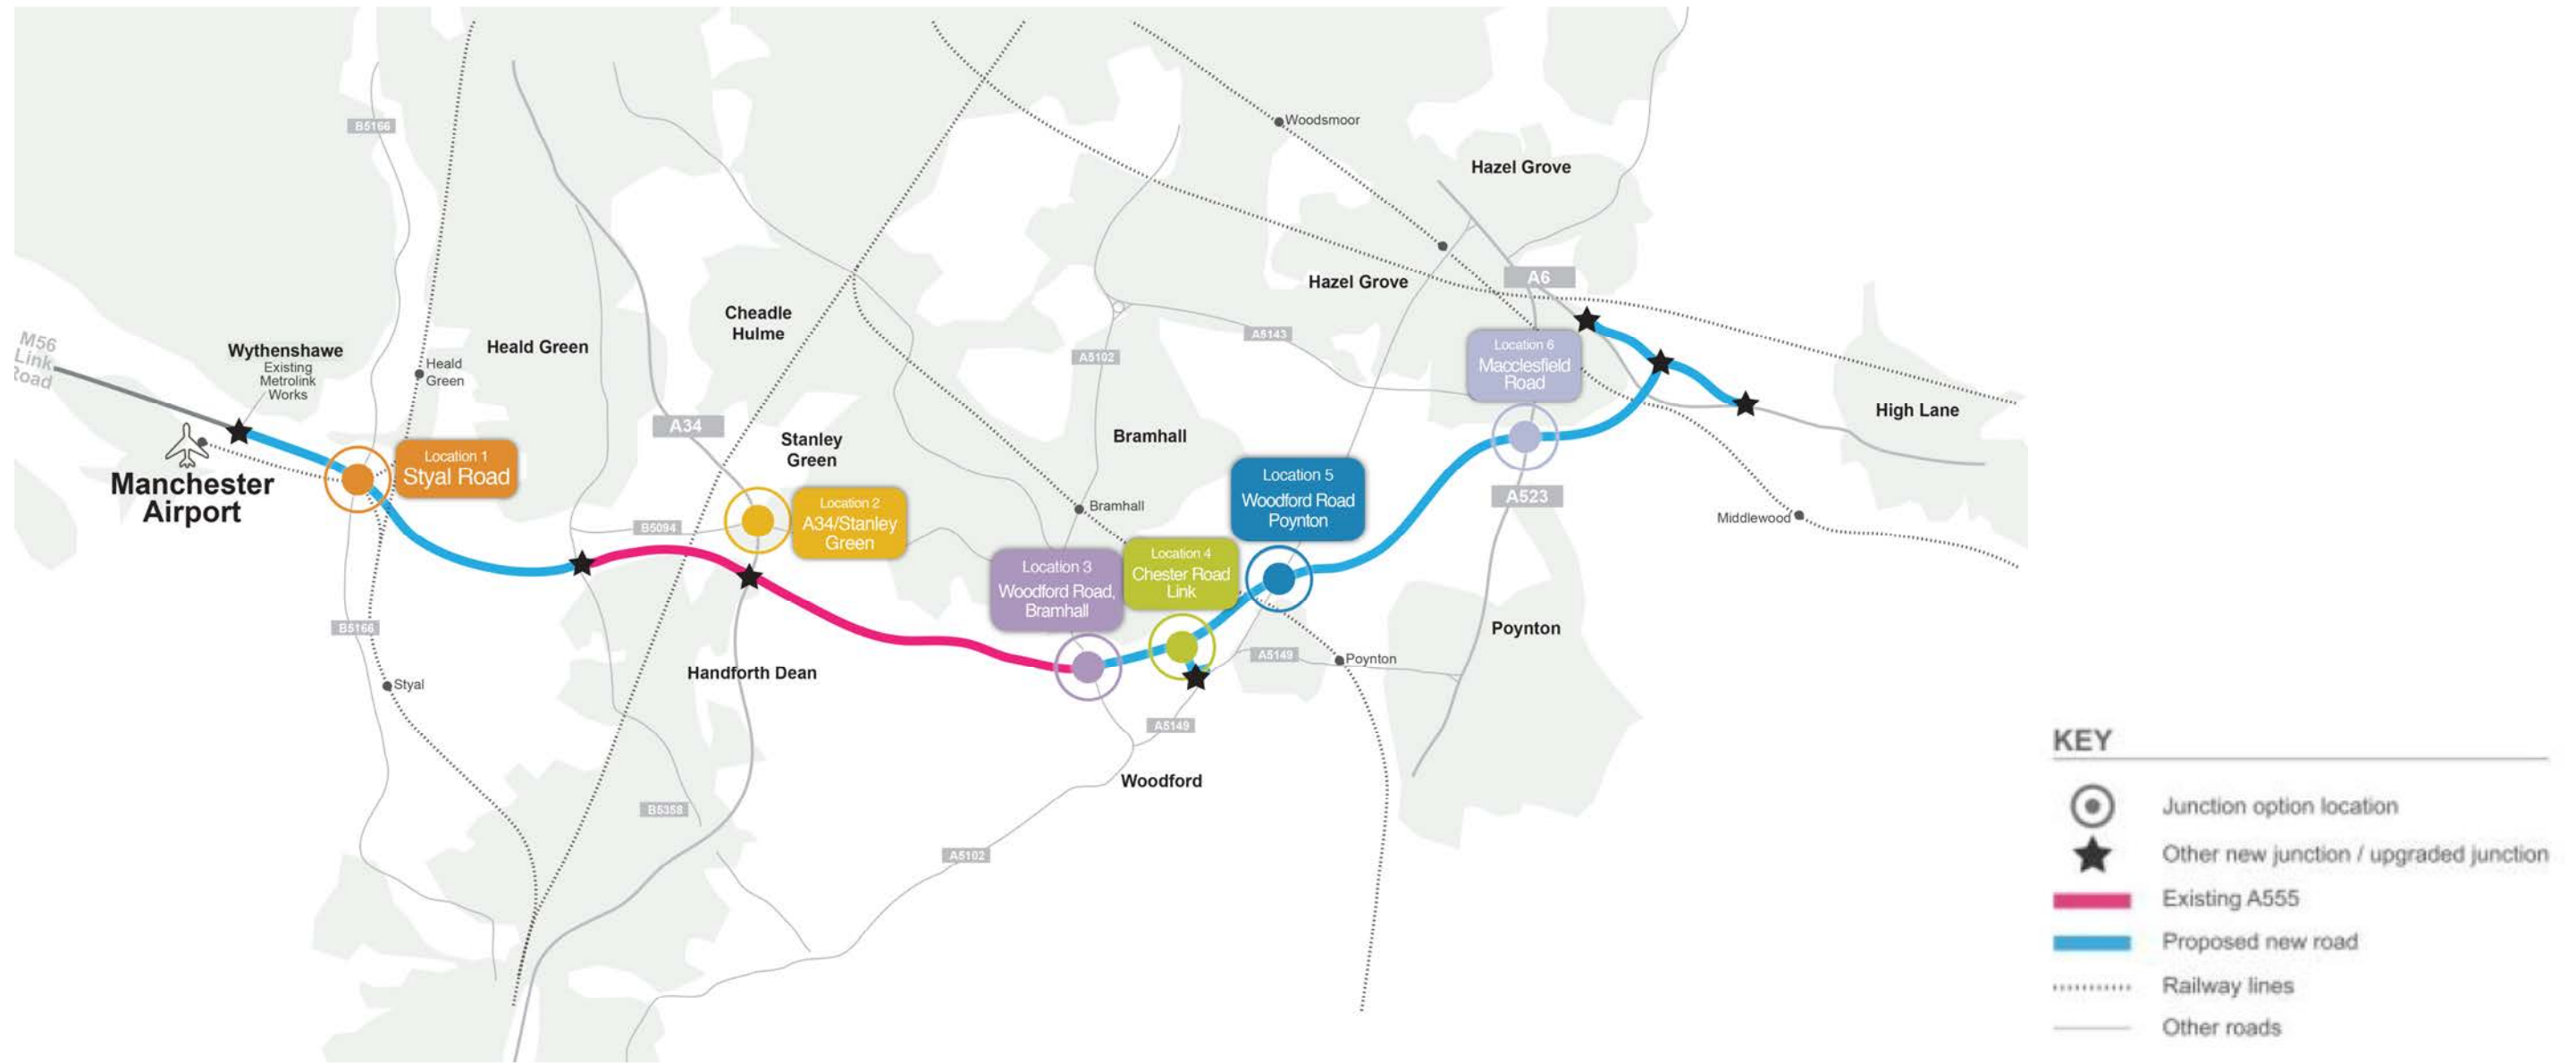 B5166
Woodsmoor
Hazel Grove
A6
Hazel Grove
Cheadle
Hulme
A5143
M56
Link
Road
Wythenshawe
Existing
Metrolink
Works
Heald
Green
Heald Green
A5102
Location 6
Macclesfield
Road
High Lane
A34
Stanley
Green
Bramhall
Manchester
Airport
Location 1
Styal Road
Location 2
A34/Stanley
Green
B5094
Bramhall
Location 5
Woodford Road
Poynton
A523
Middlewood
Location 3
Woodford Road,
Bramhall
Location 4
Chester Road
Link
B5166
Styal
Handforth Dean
A5149
Poynton
Poynton
A5149
Woodford
B5358
A5102
KEY
Junction option location
Other new junction / upgraded junction
Existing A555
Proposed new road
Railway lines
Other roads